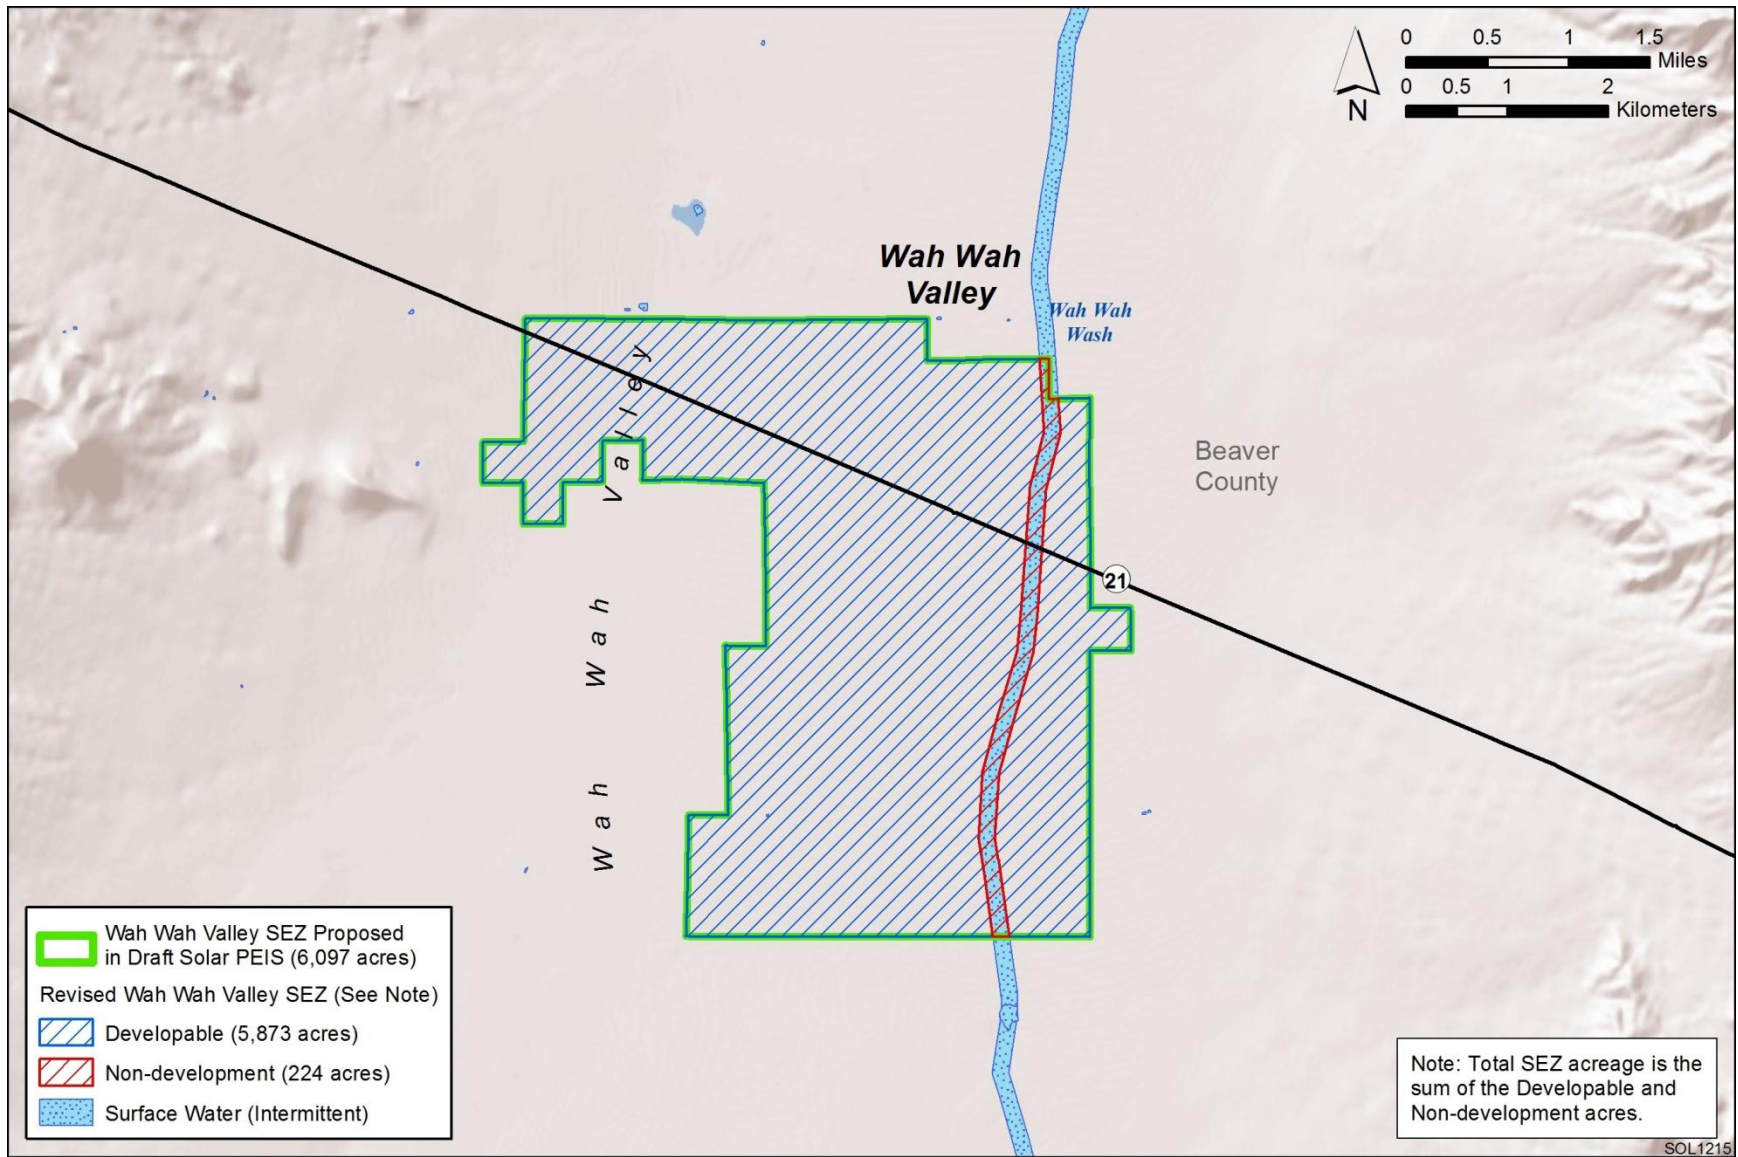 0 0.5 1 1.5
Miles
0 0.5 1 2
Kilometers
N
Wah Wah
Valley
Wah Wah
Wash
Wah Wah Valley
Beaver
County
21
Wah Wah Valley SEZ Proposed
in Draft Solar PEIS (6,097 acres)
Revised Wah Wah Valley SEZ (See Note)
Developable (5,873 acres)
Non-development (224 acres)
Surface Water (Intermittent)
Note: Total SEZ acreage is the
sum of the Developable and
Non-development acres.
SOL1215